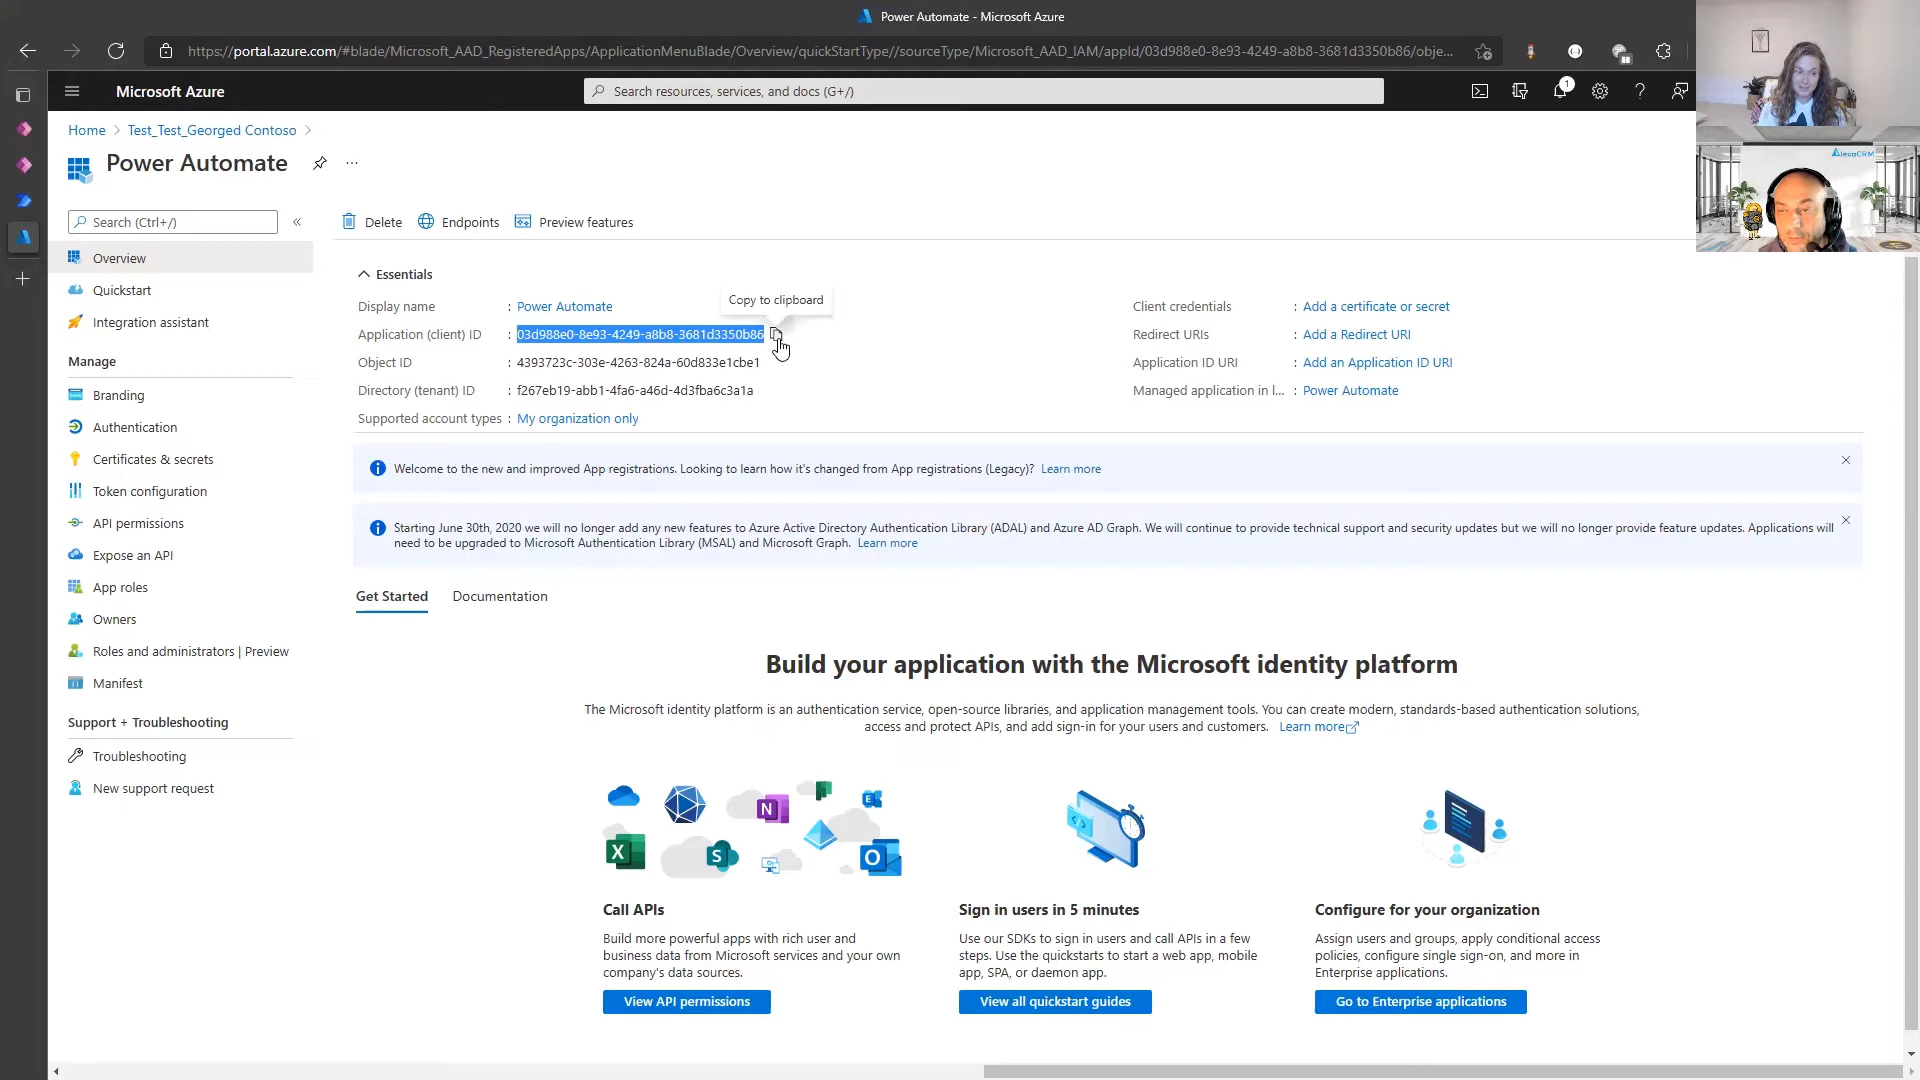 Power Automate - Microsoft Azure
https://portal.azure.com/#blade/Microsoft_AAD_RegisteredApps/ApplicationMenuBlade/Overview/quickStartType//sourceType/Microsoft_AAD_IAM/appId/03d988e0-8e93-4249-a8b8-3681d3350b86/obje...
Microsoft Azure
Search resources, services, and docs (G+/)
1
Home > Test_Test_Georged Contoso >
Power Automate
...
AlexaCRM
Search (Ctrl+/)
«
Delete
Endpoints
Preview features
Overview
Quickstart
Integration assistant
Manage
Branding
Authentication
Certificates & secrets
Token configuration
API permissions
Expose an API
App roles
Owners
Roles and administrators | Preview
Manifest
Support + Troubleshooting
Troubleshooting
New support request
Essentials
Copy to clipboard
Display name : Power Automate
Application (client) ID : 03d988e0-8e93-4249-a8b8-3681d3350b86
Object ID : 4393723c-303e-4263-824a-60d833e1cbe1
Directory (tenant) ID : f267eb19-abb1-4fa6-a46d-4d3fba6c3a1a
Supported account types : My organization only
Client credentials : Add a certificate or secret
Redirect URIs : Add a Redirect URI
Application ID URI : Add an Application ID URI
Managed application in l... : Power Automate
Welcome to the new and improved App registrations. Looking to learn how it's changed from App registrations (Legacy)? Learn more
Starting June 30th, 2020 we will no longer add any new features to Azure Active Directory Authentication Library (ADAL) and Azure AD Graph. We will continue to provide technical support and security updates but we will no longer provide feature updates. Applications will
need to be upgraded to Microsoft Authentication Library (MSAL) and Microsoft Graph. Learn more
Get Started
Documentation
Build your application with the Microsoft identity platform
The Microsoft identity platform is an authentication service, open-source libraries, and application management tools. You can create modern, standards-based authentication solutions,
access and protect APIs, and add sign-in for your users and customers. Learn more
N
E
X
S
O
Call APIs
Build more powerful apps with rich user and
business data from Microsoft services and your own
company's data sources.
View API permissions
Sign in users in 5 minutes
Use our SDKs to sign in users and call APIs in a few
steps. Use the quickstarts to start a web app, mobile
app, SPA, or daemon app.
View all quickstart guides
Configure for your organization
Assign users and groups, apply conditional access
policies, configure single sign-on, and more in
Enterprise applications.
Go to Enterprise applications